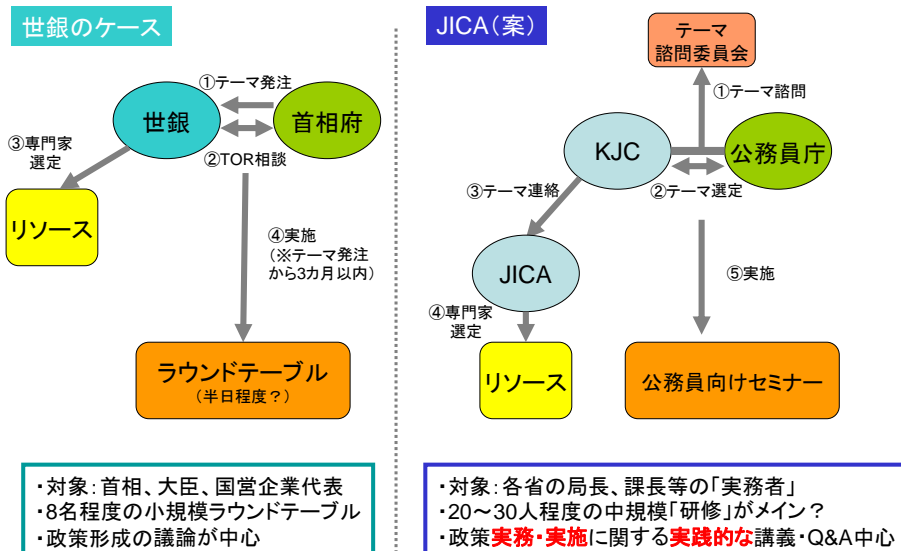 世銀のケース
①テーマ発注
世銀
首相府
②TOR相談
③専門家
選定
リソース
④実施
(※テーマ発注
から3カ月以内)
ラウンドテーブル
(半日程度?)
・対象:首相、大臣、国営企業代表
・8名程度の小規模ラウンドテーブル
・政策形成の議論が中心
JICA(案)
テーマ
諮問委員会
①テーマ諮問
KJC
公務員庁
②テーマ選定
③テーマ連絡
JICA
④専門家
選定
リソース
⑤実施
公務員向けセミナー
・対象:各省の局長、課長等の「実務者」
・20~30人程度の中規模「研修」がメイン?
・政策実務・実施に関する実践的な講義・Q&A中心